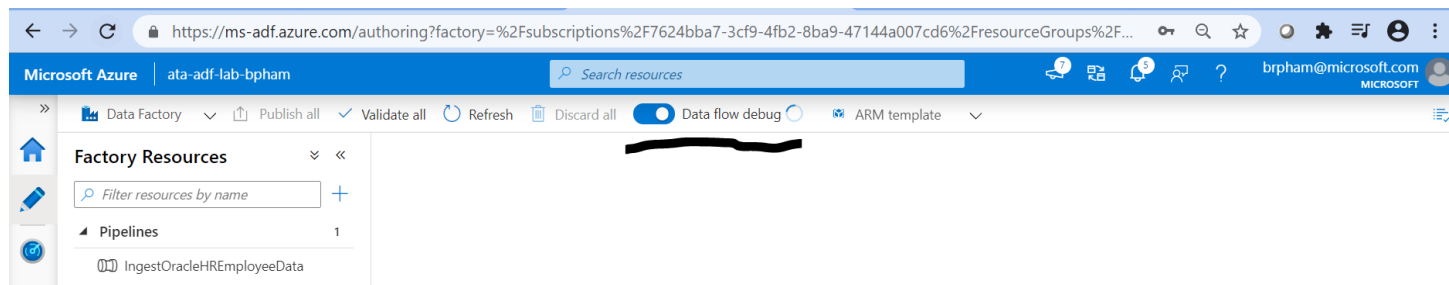 https://ms-adf.azure.com/authoring?factory=%2Fsubscriptions%2F7624bba7-3cf9-4fb2-8ba9-47144a007cd6%2FresourceGroups%2F...
Microsoft Azure ata-adf-lab-bpham Search resources 7 5 ? brpham@microsoft.com
MICROSOFT
» Data Factory Publish all Validate all Refresh Discard all Data flow debug ARM template
Factory Resources
Filter resources by name +
Pipelines 1
IngestOracleHREmployeeData